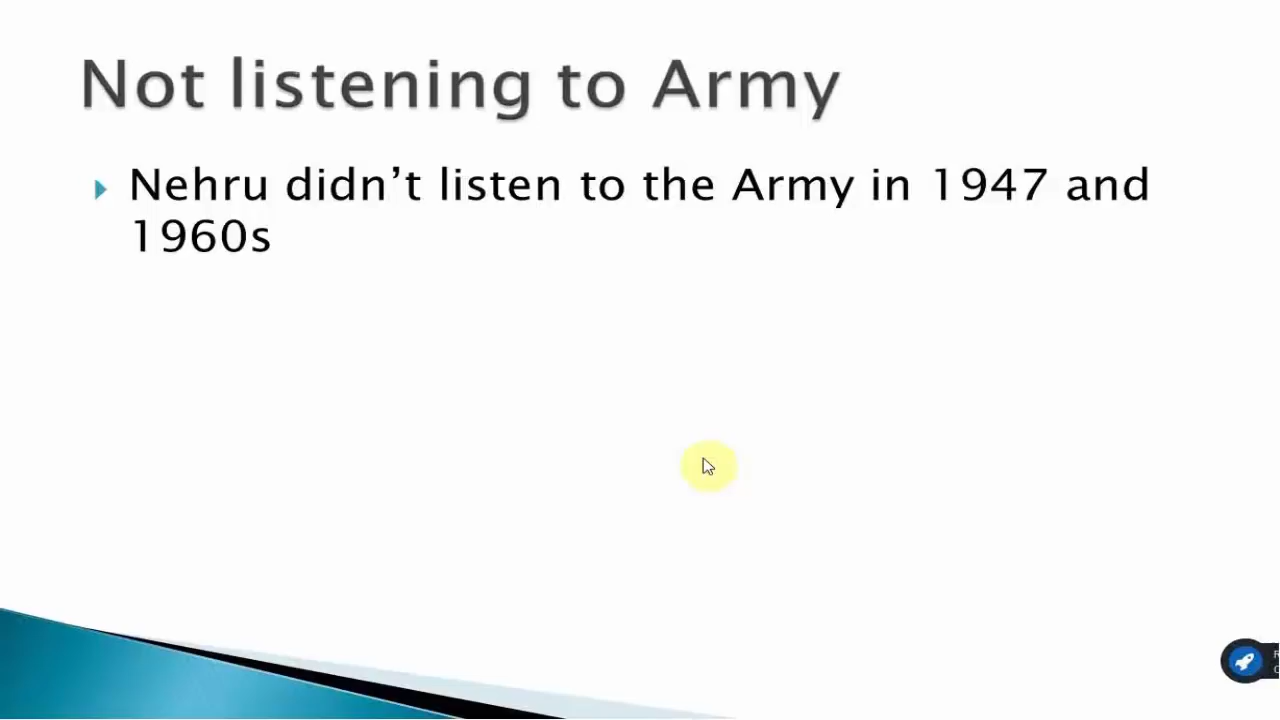 Not listening to Army
Nehru didn’t listen to the Army in 1947 and
1960s